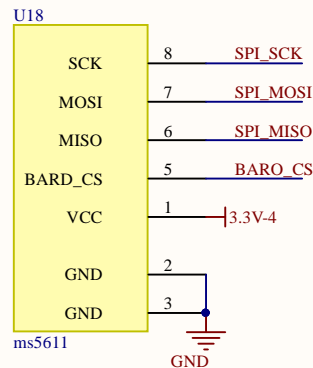 U18
SCK 8 SPI_SCK
MOSI 7 SPI_MOSI
MISO 6 SPI_MISO
BARD_CS 5 BARO_CS
VCC 1 3.3V-4
GND 2
GND 3
ms5611
GND